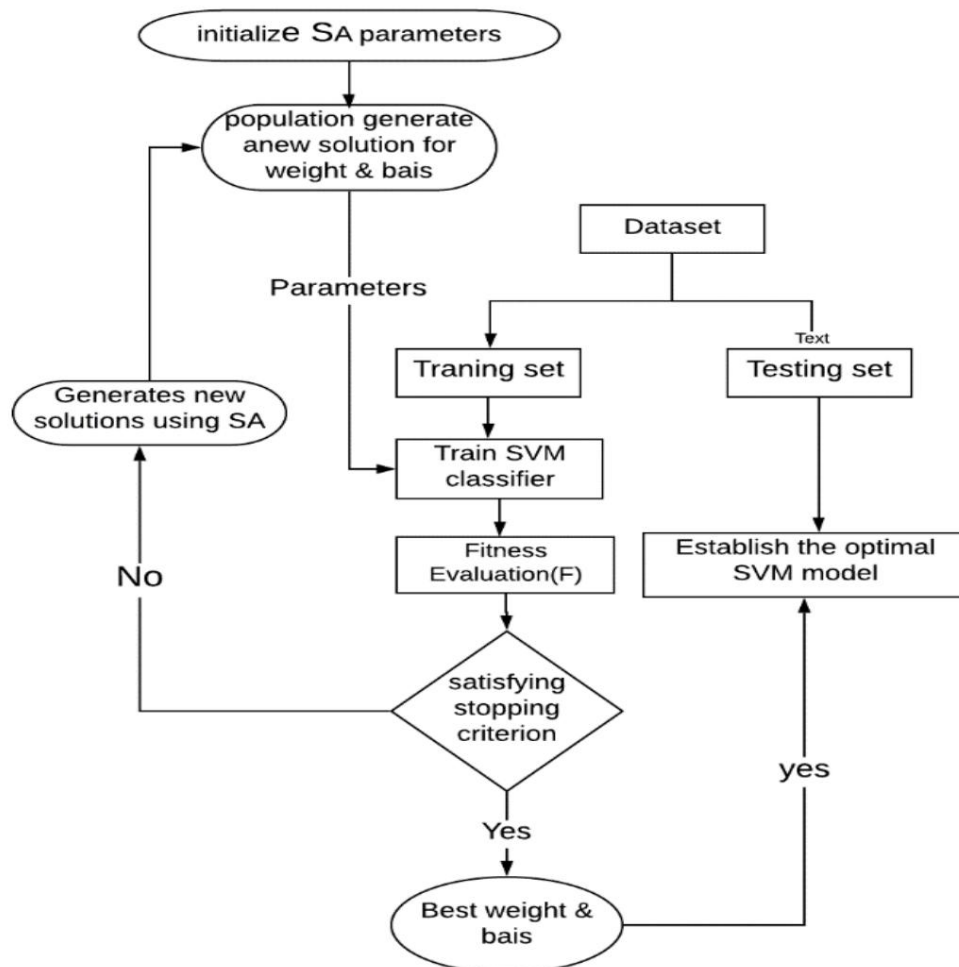 initialize SA parameters
population generate
anew solution for
weight & bais
Dataset
Parameters
Text
Traning set
Testing set
Generates new
solutions using SA
Train SVM
classifier
Fitness
Evaluation(F)
Establish the optimal
SVM model
No
satisfying
stopping
criterion
yes
Yes
Best weight &
bais